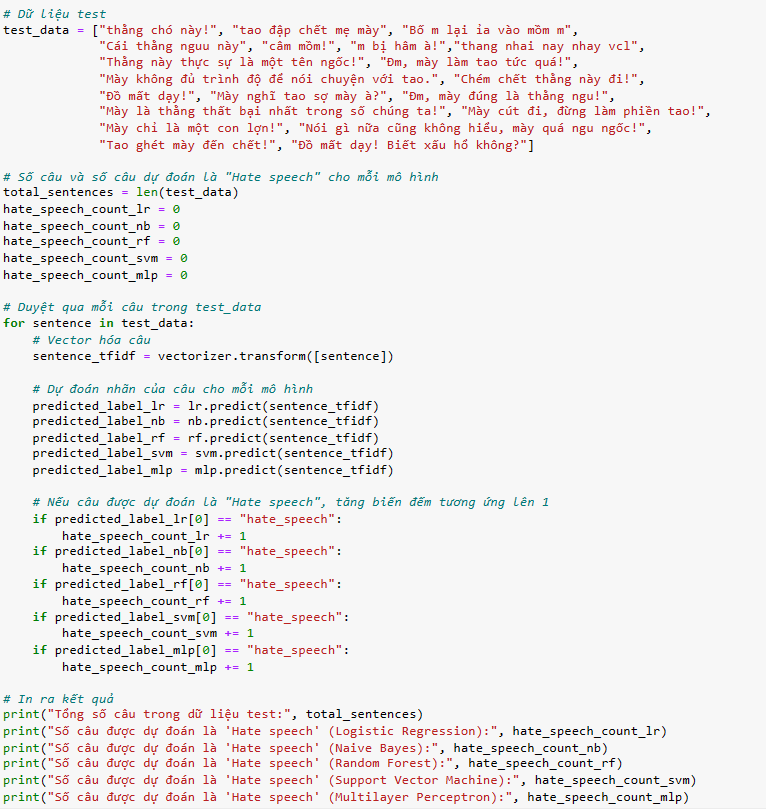 # Dữ liệu test
test_data = ["thằng chó này!", "tao đập chết mẹ mày", "Bố m lại ỉa vào mồm m",
             "Cái thằng nguu này", "câm mồm!", "m bị hâm à!","thang nhai nay nhay vcl",
             "Thằng này thực sự là một tên ngốc!", "Đm, mày làm tao tức quá!",
             "Mày không đủ trình độ để nói chuyện với tao.", "Chém chết thằng này đi!",
             "Đồ mất dạy!", "Mày nghĩ tao sợ mày à?", "Đm, mày đúng là thằng ngu!",
             "Mày là thằng thất bại nhất trong số chúng ta!", "Mày cút đi, đừng làm phiền tao!",
             "Mày chỉ là một con lợn!", "Nói gì nữa cũng không hiểu, mày quá ngu ngốc!",
             "Tao ghét mày đến chết!", "Đồ mất dạy! Biết xấu hổ không?"]
# Số câu và số câu dự đoán là "Hate speech" cho mỗi mô hình
total_sentences = len(test_data)
hate_speech_count_lr = 0
hate_speech_count_nb = 0
hate_speech_count_rf = 0
hate_speech_count_svm = 0
hate_speech_count_mlp = 0
# Duyệt qua mỗi câu trong test_data
for sentence in test_data:
    # Vector hóa câu
    sentence_tfidf = vectorizer.transform([sentence])
    # Dự đoán nhãn của câu cho mỗi mô hình
    predicted_label_lr = lr.predict(sentence_tfidf)
    predicted_label_nb = nb.predict(sentence_tfidf)
    predicted_label_rf = rf.predict(sentence_tfidf)
    predicted_label_svm = svm.predict(sentence_tfidf)
    predicted_label_mlp = mlp.predict(sentence_tfidf)
    # Nếu câu được dự đoán là "Hate speech", tăng biến đếm tương ứng lên 1
    if predicted_label_lr[0] == "hate_speech":
        hate_speech_count_lr += 1
    if predicted_label_nb[0] == "hate_speech":
        hate_speech_count_nb += 1
    if predicted_label_rf[0] == "hate_speech":
        hate_speech_count_rf += 1
    if predicted_label_svm[0] == "hate_speech":
        hate_speech_count_svm += 1
    if predicted_label_mlp[0] == "hate_speech":
        hate_speech_count_mlp += 1
# In ra kết quả
print("Tổng số câu trong dữ liệu test:", total_sentences)
print("Số câu được dự đoán là 'Hate speech' (Logistic Regression):", hate_speech_count_lr)
print("Số câu được dự đoán là 'Hate speech' (Naive Bayes):", hate_speech_count_nb)
print("Số câu được dự đoán là 'Hate speech' (Random Forest):", hate_speech_count_rf)
print("Số câu được dự đoán là 'Hate speech' (Support Vector Machine):", hate_speech_count_svm)
print("Số câu được dự đoán là 'Hate speech' (Multilayer Perceptron):", hate_speech_count_mlp)